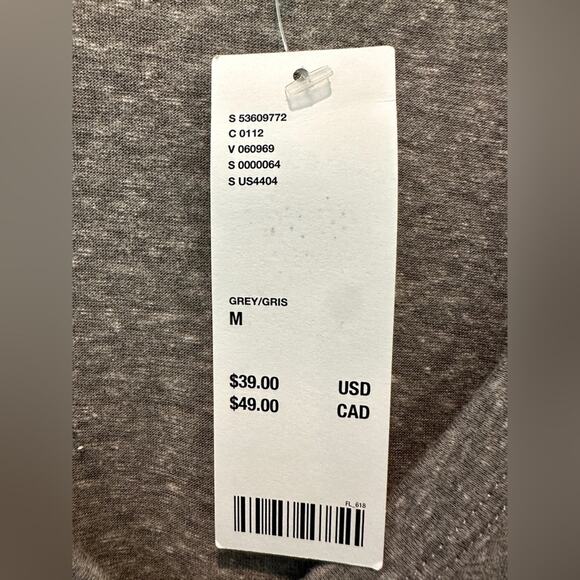 S 53609772
C 0112
V 060969
S 0000064
S US4404
GREY/GRIS
M
$39.00 USD
$49.00 CAD
FL_618